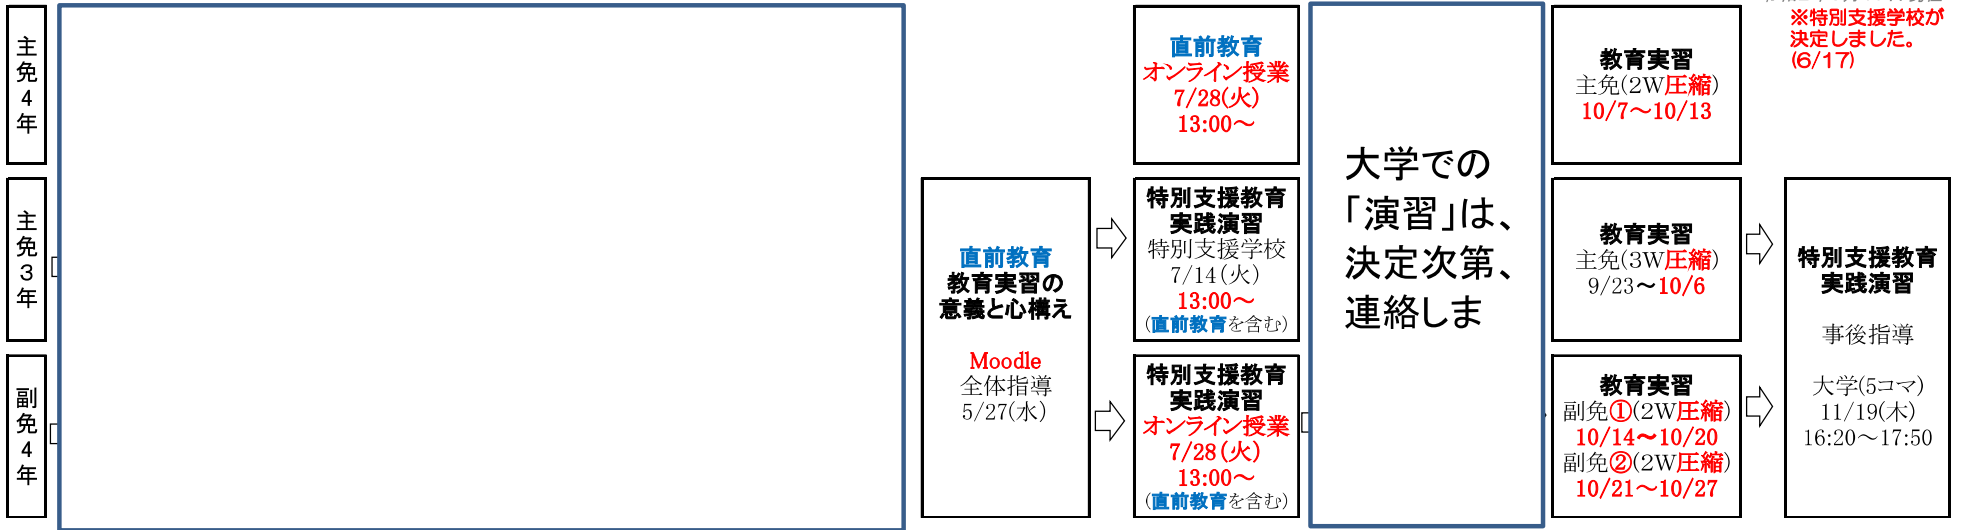 ※特別支援学校が
決定しました。
(6/17)
主
免
4
年
直前教育
オンライン授業
7/28(火)
13:00～
教育実習
主免(2W圧縮)
10/7～10/13
主
免
3
年
直前教育
教育実習の
意義と心構え
Moodle
全体指導
5/27(水)
特別支援教育
実践演習
特別支援学校
7/14(火)
13:00～
(直前教育を含む)
大学での
「演習」は、
決定次第、
連絡しま
教育実習
主免(3W圧縮)
9/23～10/6
特別支援教育
実践演習
事後指導
大学(5コマ)
11/19(木)
16:20～17:50
副
免
4
年
特別支援教育
実践演習
オンライン授業
7/28(火)
13:00～
(直前教育を含む)
教育実習
副免①(2W圧縮)
10/14～10/20
副免②(2W圧縮)
10/21～10/27